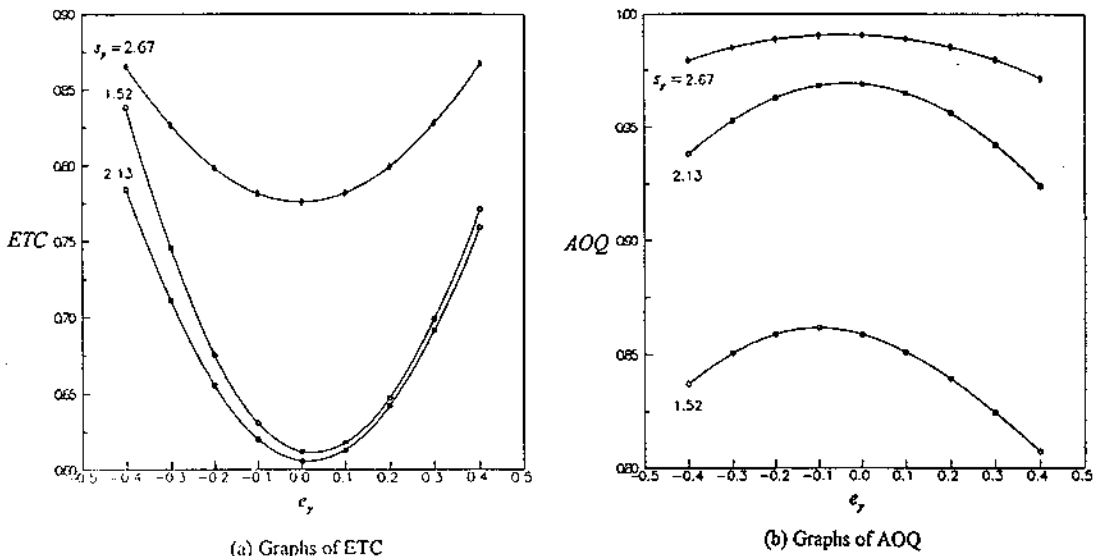 0.90
0.85
0.80
0.75
0.70
0.65
0.60
ETC
s_y = 2.67
1.52
2.13
-0.5 -0.4 -0.3 -0.2 -0.1 0.0 0.1 0.2 0.3 0.4 0.5
e_y
(a) Graphs of ETC
1.00
0.95
0.90
0.85
0.80
AOQ
s_y = 2.67
2.13
1.52
-0.5 -0.4 -0.3 -0.2 -0.1 0.0 0.1 0.2 0.3 0.4 0.5
e_y
(b) Graphs of AOQ